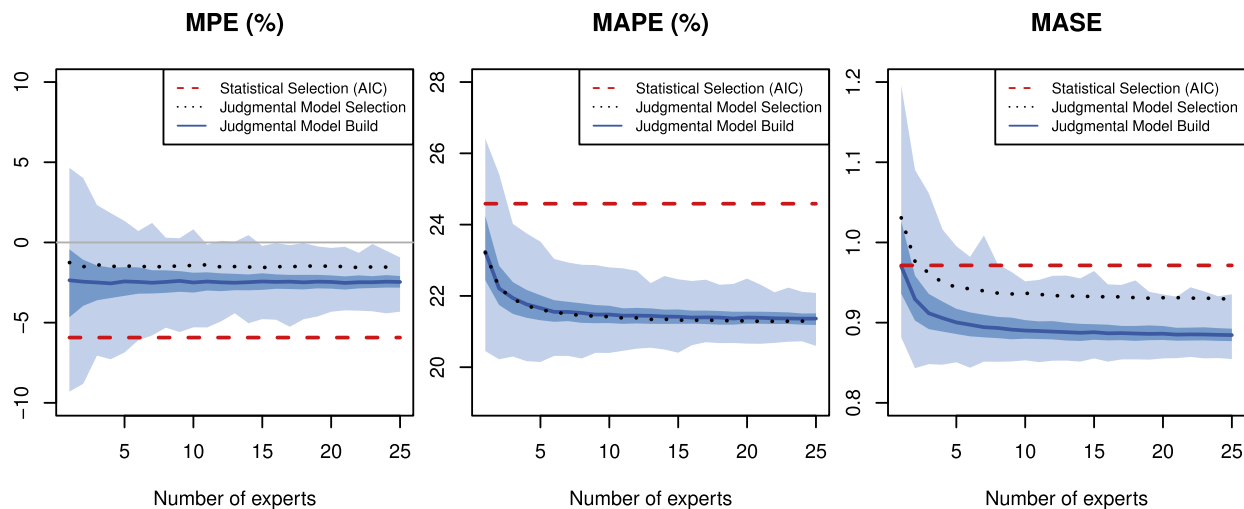 MPE (%)
10
5
0
−5
−10
Statistical Selection (AIC)
Judgmental Model Selection
Judgmental Model Build
5 10 15 20 25
Number of experts
MAPE (%)
28
26
24
22
20
Statistical Selection (AIC)
Judgmental Model Selection
Judgmental Model Build
5 10 15 20 25
Number of experts
MASE
1.2
1.1
1.0
0.9
0.8
Statistical Selection (AIC)
Judgmental Model Selection
Judgmental Model Build
5 10 15 20 25
Number of experts